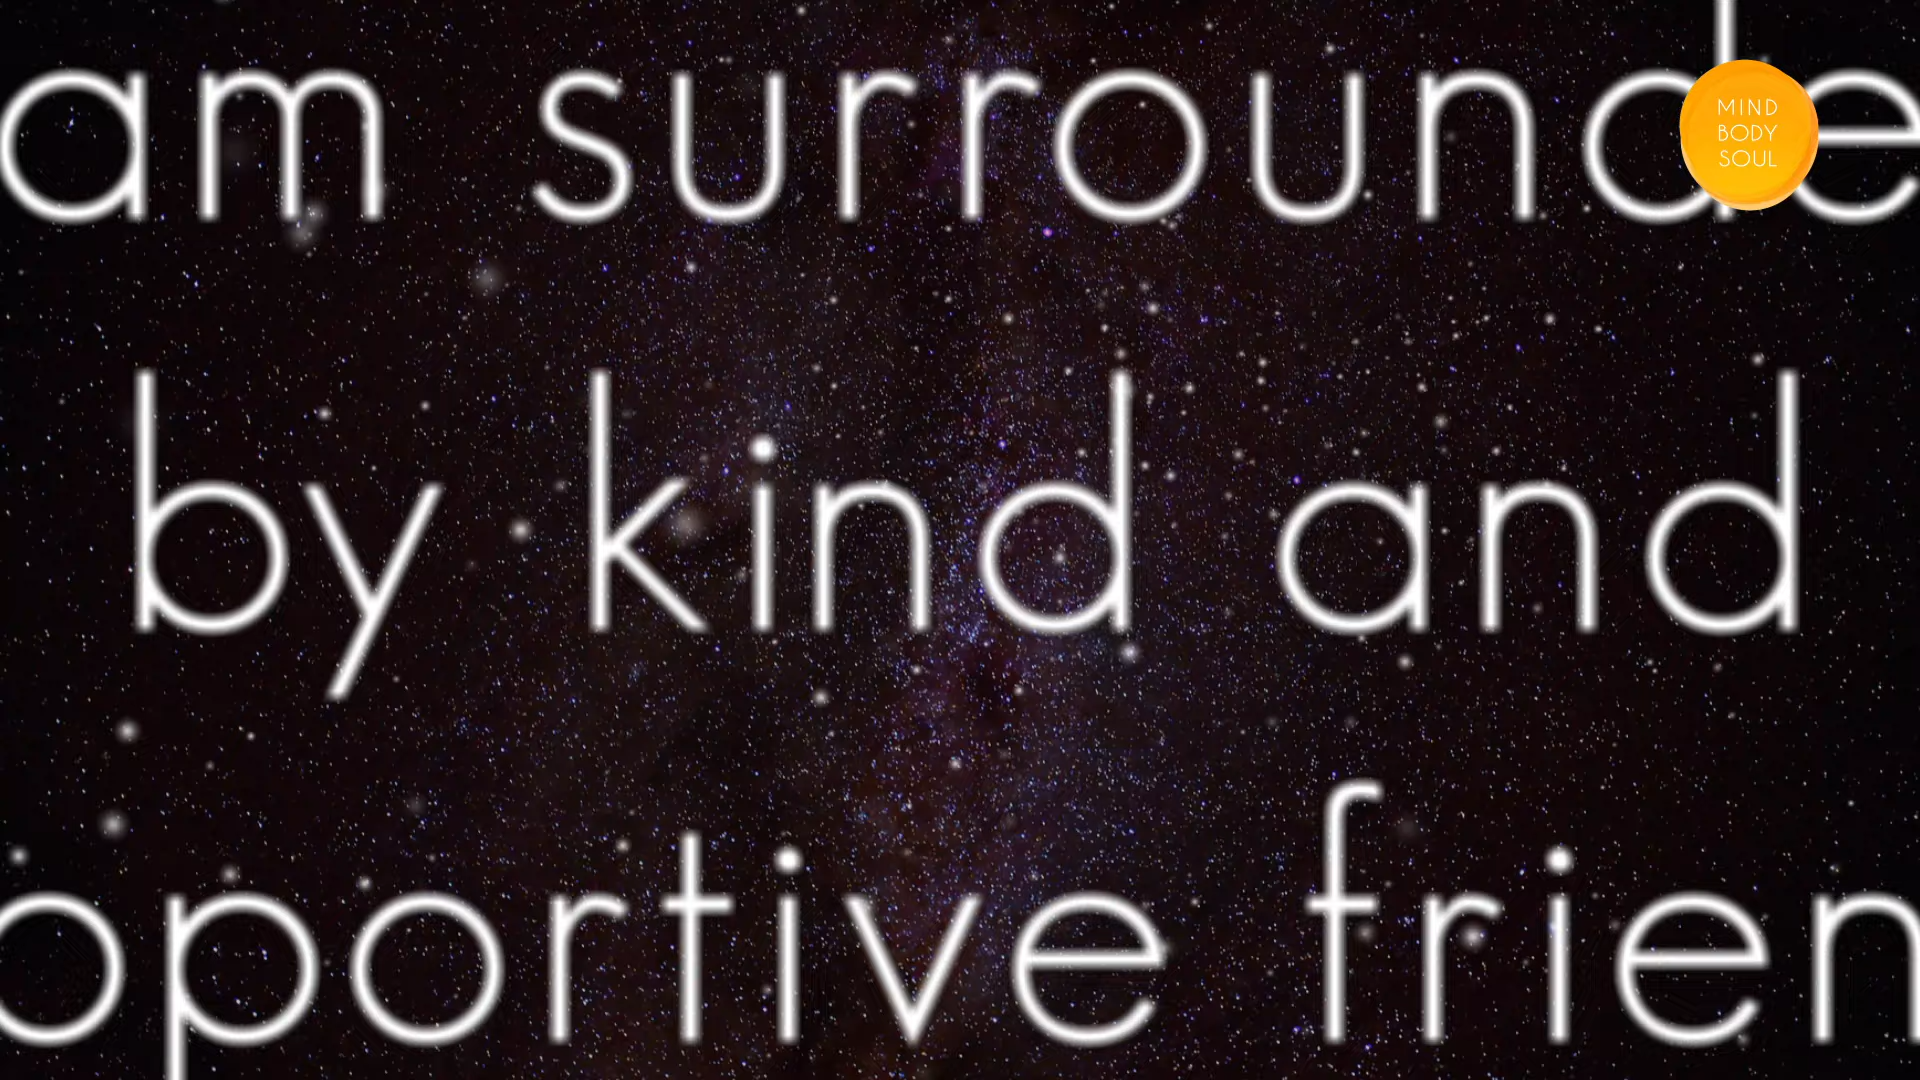 am surrounde
by kind and
pportive frien
MIND
BODY
SOUL